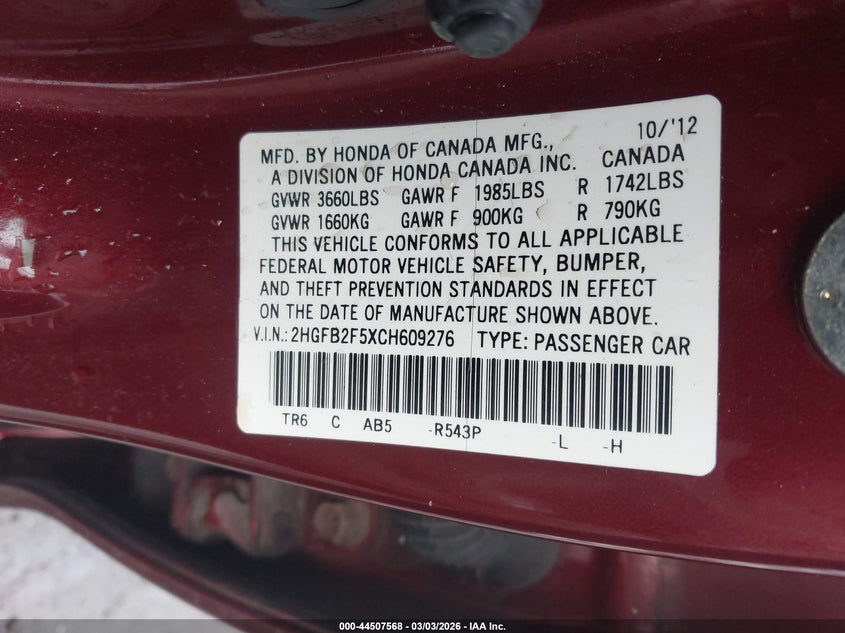 10/'12
MFD. BY HONDA OF CANADA MFG.,
A DIVISION OF HONDA CANADA INC. CANADA
GVWR 3660LBS GAWR F 1985LBS R 1742LBS
GVWR 1660KG GAWR F 900KG R 790KG
THIS VEHICLE CONFORMS TO ALL APPLICABLE
FEDERAL MOTOR VEHICLE SAFETY, BUMPER,
AND THEFT PREVENTION STANDARDS IN EFFECT
ON THE DATE OF MANUFACTURE SHOWN ABOVE.
V.I.N.:2HGFB2F5XCH609276 TYPE: PASSENGER CAR
TR6 C AB5 -R543P -L -H
000-44507568 - 03/03/2026 - IAA Inc.